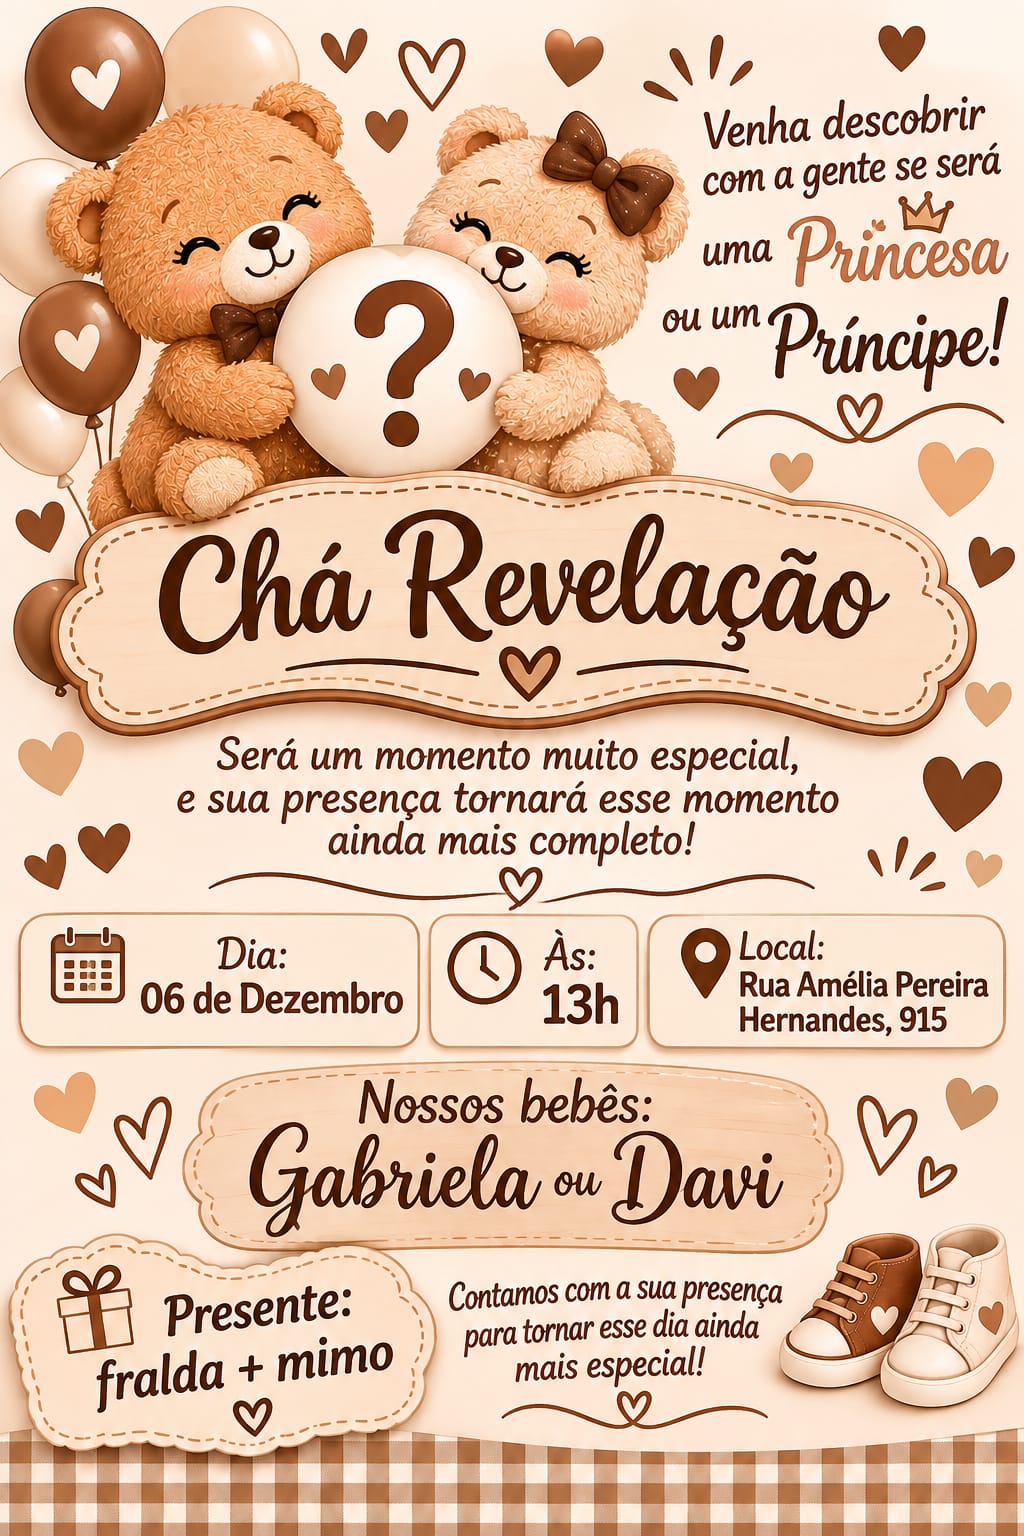 Venha descobrir
com a gente se será
uma Princesa
ou um Príncipe!
?
Chá Revelação
Será um momento muito especial,
e sua presença tornará esse momento
ainda mais completo!
Dia:
06 de Dezembro
Às:
13h
Local:
Rua Amélia Pereira
Hernandes, 915
Nossos bebês:
Gabriela ou Davi
Presente:
fralda + mimo
Contamos com a sua presença
para tornar esse dia ainda
mais especial!